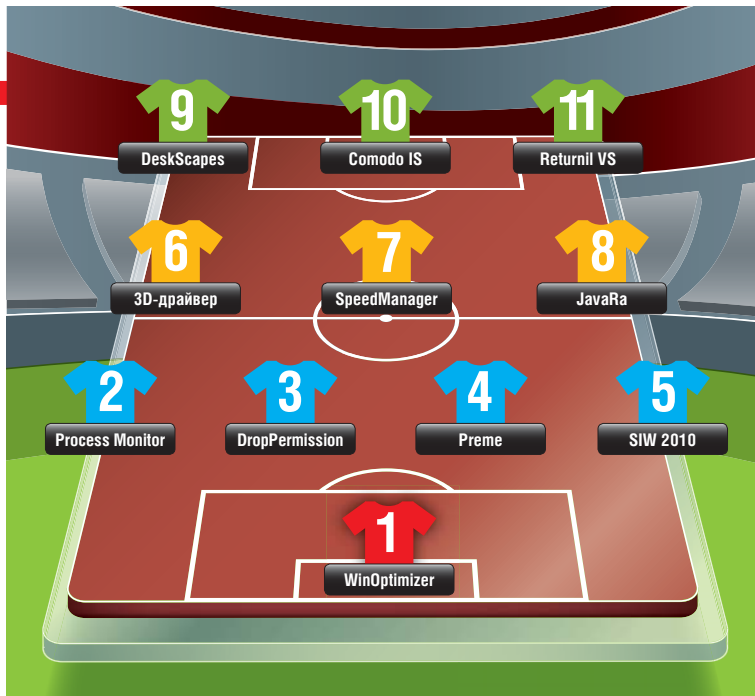 9
10
11
DeskScapes
Comodo IS
Returnil VS
6
7
8
3D-драйвер
SpeedManager
JavaRa
2
3
4
5
Process Monitor
DropPermission
Preme
SIW 2010
1
WinOptimizer